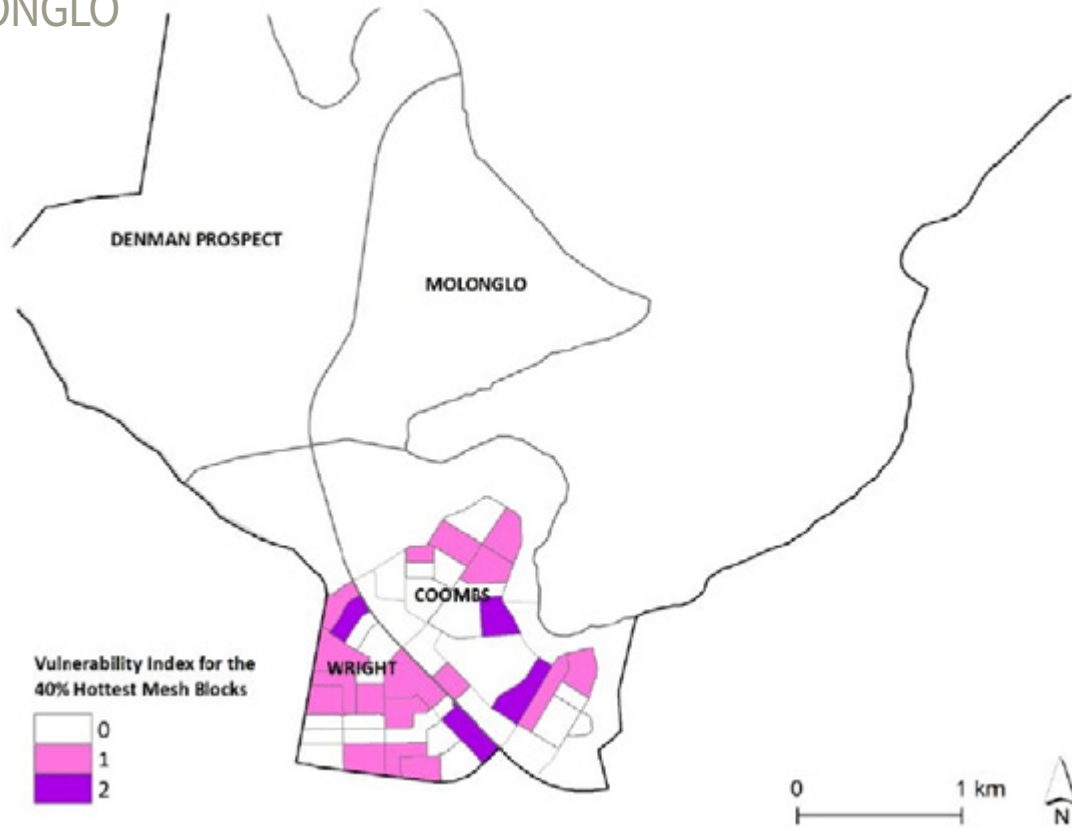 DENMAN PROSPECT
MOLONGLO
COOMBS
WRIGHT
Vulnerability Index for the
40% Hottest Mesh Blocks
0
1
2
0 1 km
N